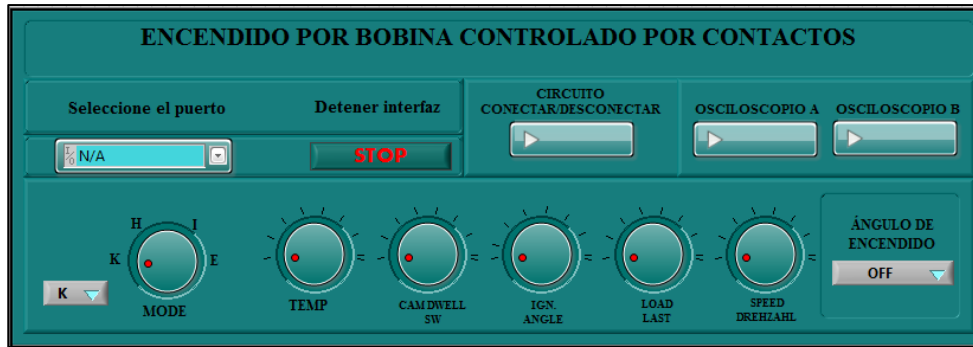 ENCENDIDO POR BOBINA CONTROLADO POR CONTACTOS
Seleccione el puerto
Detener interfaz
CIRCUITO
CONECTAR/DESCONECTAR
OSCILOSCOPIO A
OSCILOSCOPIO B
I/O N/A
STOP
H
I
K
E
K
MODE
TEMP
CAM DWELL
SW
IGN.
ANGLE
LOAD
LAST
SPEED
DREHZAHL
ÁNGULO DE
ENCENDIDO
OFF